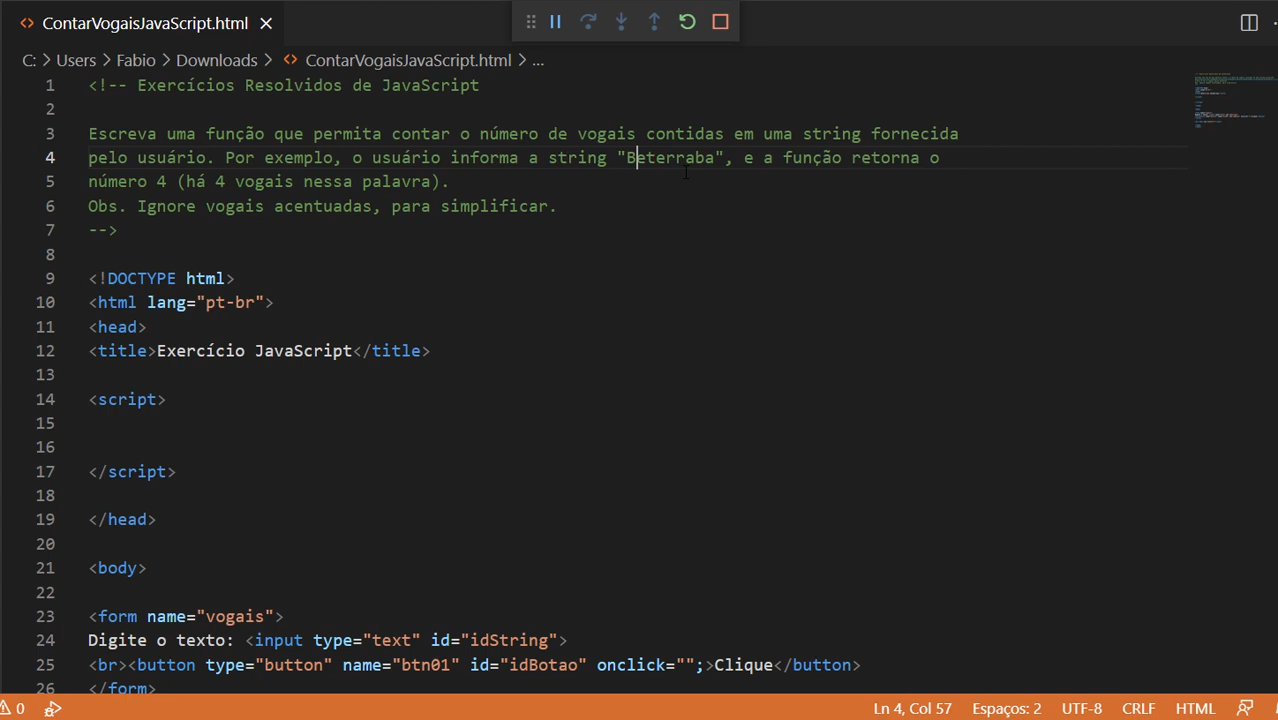 ContarVogaisJavaScript.html
C: > Users > Fabio > Downloads > ContarVogaisJavaScript.html > ...
1 <!-- Exercícios Resolvidos de JavaScript
2
3 Escreva uma função que permita contar o número de vogais contidas em uma string fornecida
4 pelo usuário. Por exemplo, o usuário informa a string "Beterraba", e a função retorna o
5 número 4 (há 4 vogais nessa palavra).
6 Obs. Ignore vogais acentuadas, para simplificar.
7 -->
8
9 <!DOCTYPE html>
10 <html lang="pt-br">
11 <head>
12 <title>Exercício JavaScript</title>
13
14 <script>
15
16
17 </script>
18
19 </head>
20
21 <body>
22
23 <form name="vogais">
24 Digite o texto: <input type="text" id="idString">
25 <br><button type="button" name="btn01" id="idBotao" onclick="";>Clique</button>
26 </form>
0 Ln 4, Col 57 Espaços: 2 UTF-8 CRLF HTML